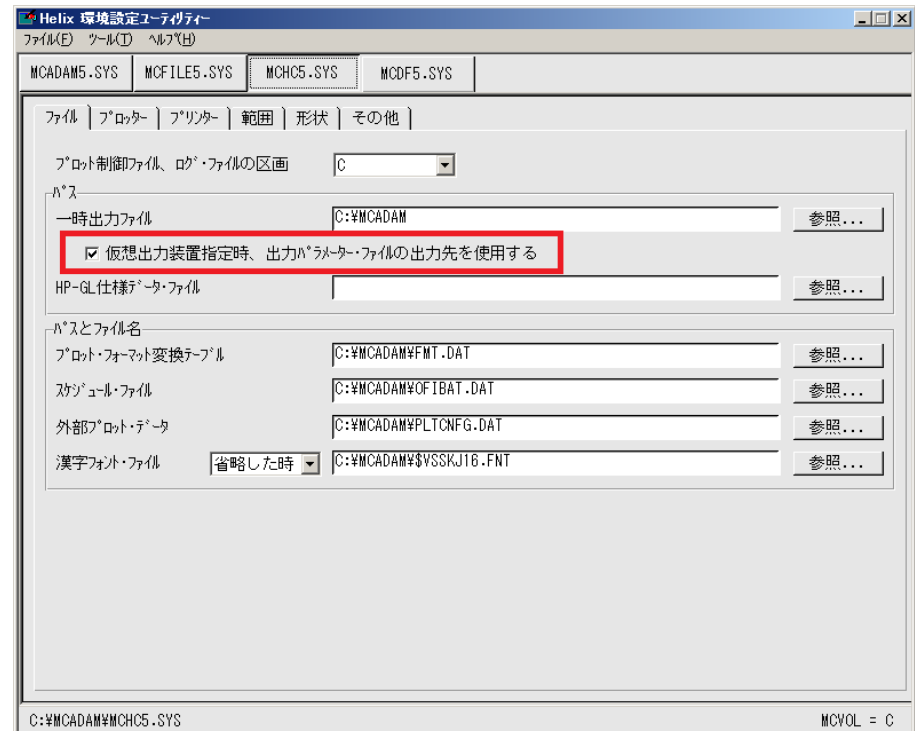 Helix 環境設定ユーティリティー
ファイル(F) ツール(T) ヘルプ(H)
MCADAM5.SYS MCFILE5.SYS MCHC5.SYS MCDF5.SYS
ファイル プロッター プリンター 範囲 形状 その他
プロット制御ファイル、ログ・ファイルの区画 C
パス
一時出力ファイル C:¥MCADAM 参照...
仮想出力装置指定時、出力パラメーター・ファイルの出力先を使用する
HP-GL仕様データ・ファイル 参照...
パスとファイル名
プロット・フォーマット変換テーブル C:¥MCADAM¥FMT.DAT 参照...
スケジュール・ファイル C:¥MCADAM¥OFIBAT.DAT 参照...
外部プロット・データ C:¥MCADAM¥PLTCNFG.DAT 参照...
漢字フォント・ファイル 省略した時 C:¥MCADAM¥$VSSKJ16.FNT 参照...
C:¥MCADAM¥MCHC5.SYS MCVOL = C